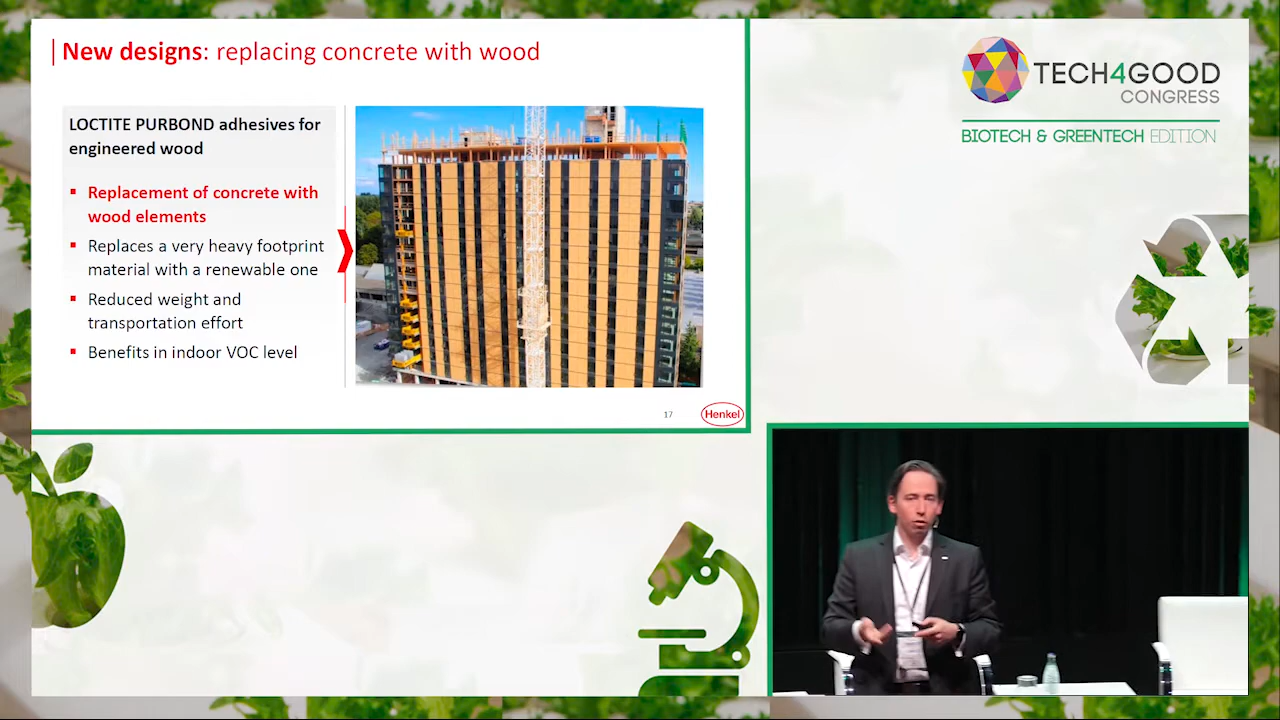 New designs: replacing concrete with wood
LOCTITE PURBOND adhesives for
engineered wood
Replacement of concrete with
wood elements
Replaces a very heavy footprint
material with a renewable one
Reduced weight and
transportation effort
Benefits in indoor VOC level
17
Henkel
TECH4GOOD
CONGRESS
BIOTECH & GREENTECH EDITION